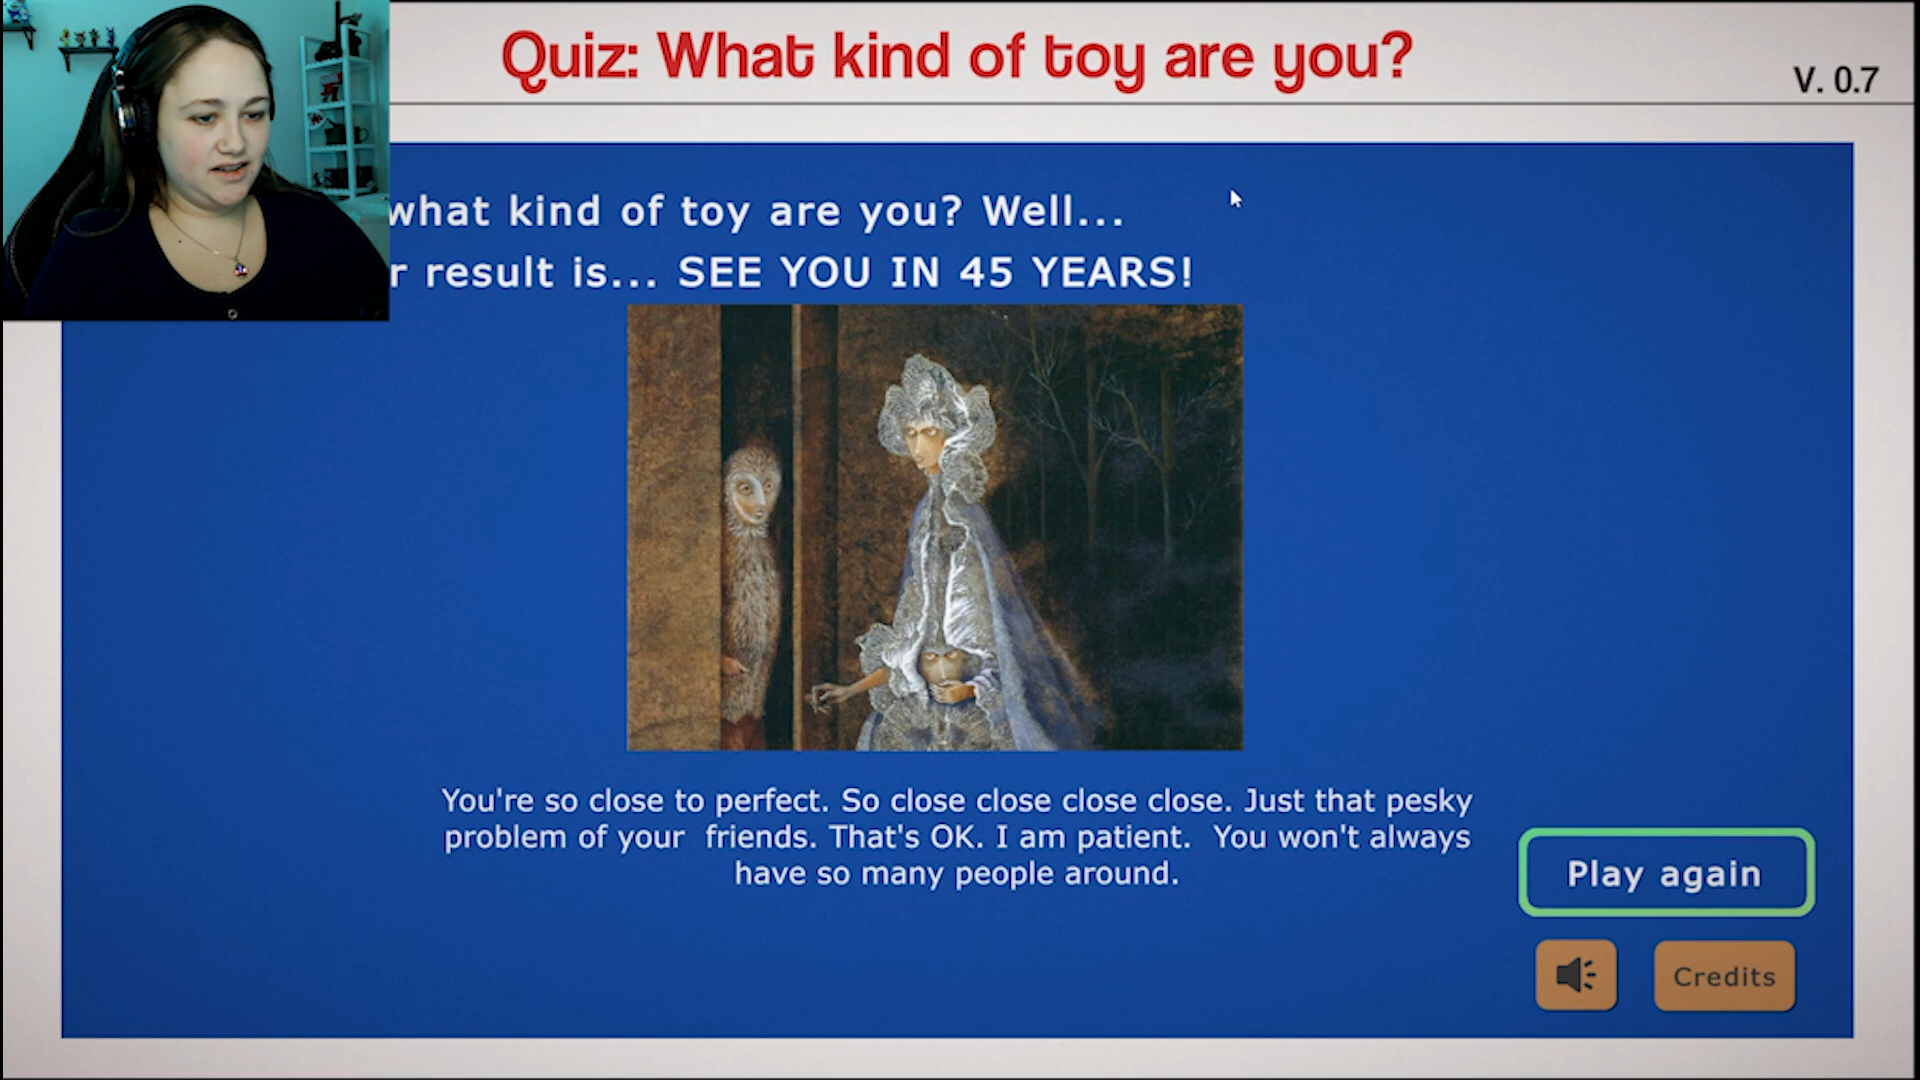 Quiz: What kind of toy are you?
V. 0.7
what kind of toy are you? Well...
r result is... SEE YOU IN 45 YEARS!
You're so close to perfect. So close close close close. Just that pesky
problem of your friends. That's OK. I am patient. You won't always
have so many people around.
Play again
Credits